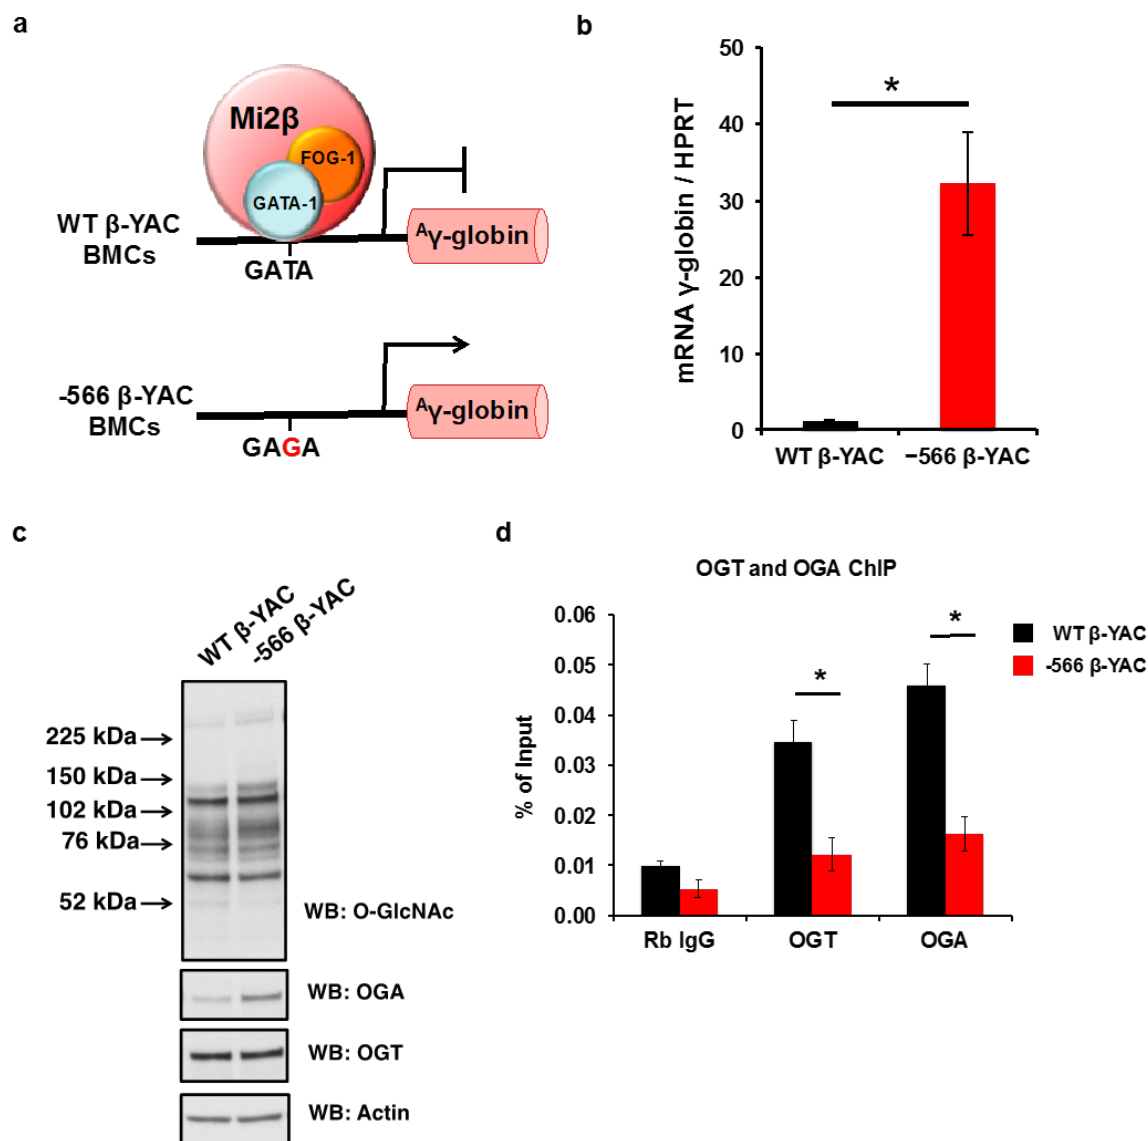 a
Mi2β
FOG-1
GATA-1
WT β-YAC
BMCs
ᴬγ-globin
GATA
-566 β-YAC
BMCs
ᴬγ-globin
GAGA
b
mRNA γ-globin / HPRT
50
40
30
20
10
0
*
WT β-YAC
−566 β-YAC
c
WT β-YAC
-566 β-YAC
225 kDa
150 kDa
102 kDa
76 kDa
52 kDa
WB: O-GlcNAc
WB: OGA
WB: OGT
WB: Actin
d
OGT and OGA ChIP
% of Input
0.06
0.05
0.04
0.03
0.02
0.01
0.00
*
*
WT β-YAC
-566 β-YAC
Rb IgG
OGT
OGA